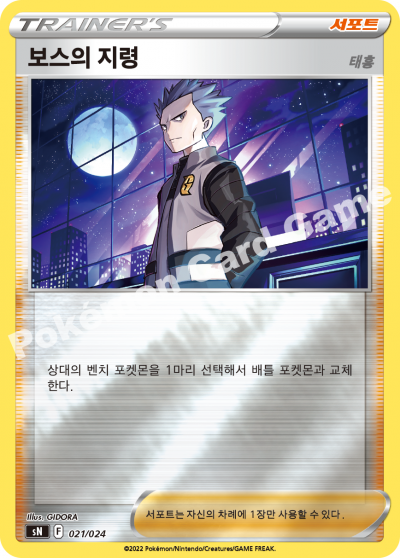 TRAINER'S
서포트
보스의 지령
태홍
G
Pokémon Card Game
상대의 벤치 포켓몬을 1마리 선택해서 배틀 포켓몬과 교체
한다.
Illus. GIDORA
sN F 021/024
서포트는 자신의 차례에 1장만 사용할 수 있다.
©2022 Pokémon/Nintendo/Creatures/GAME FREAK.